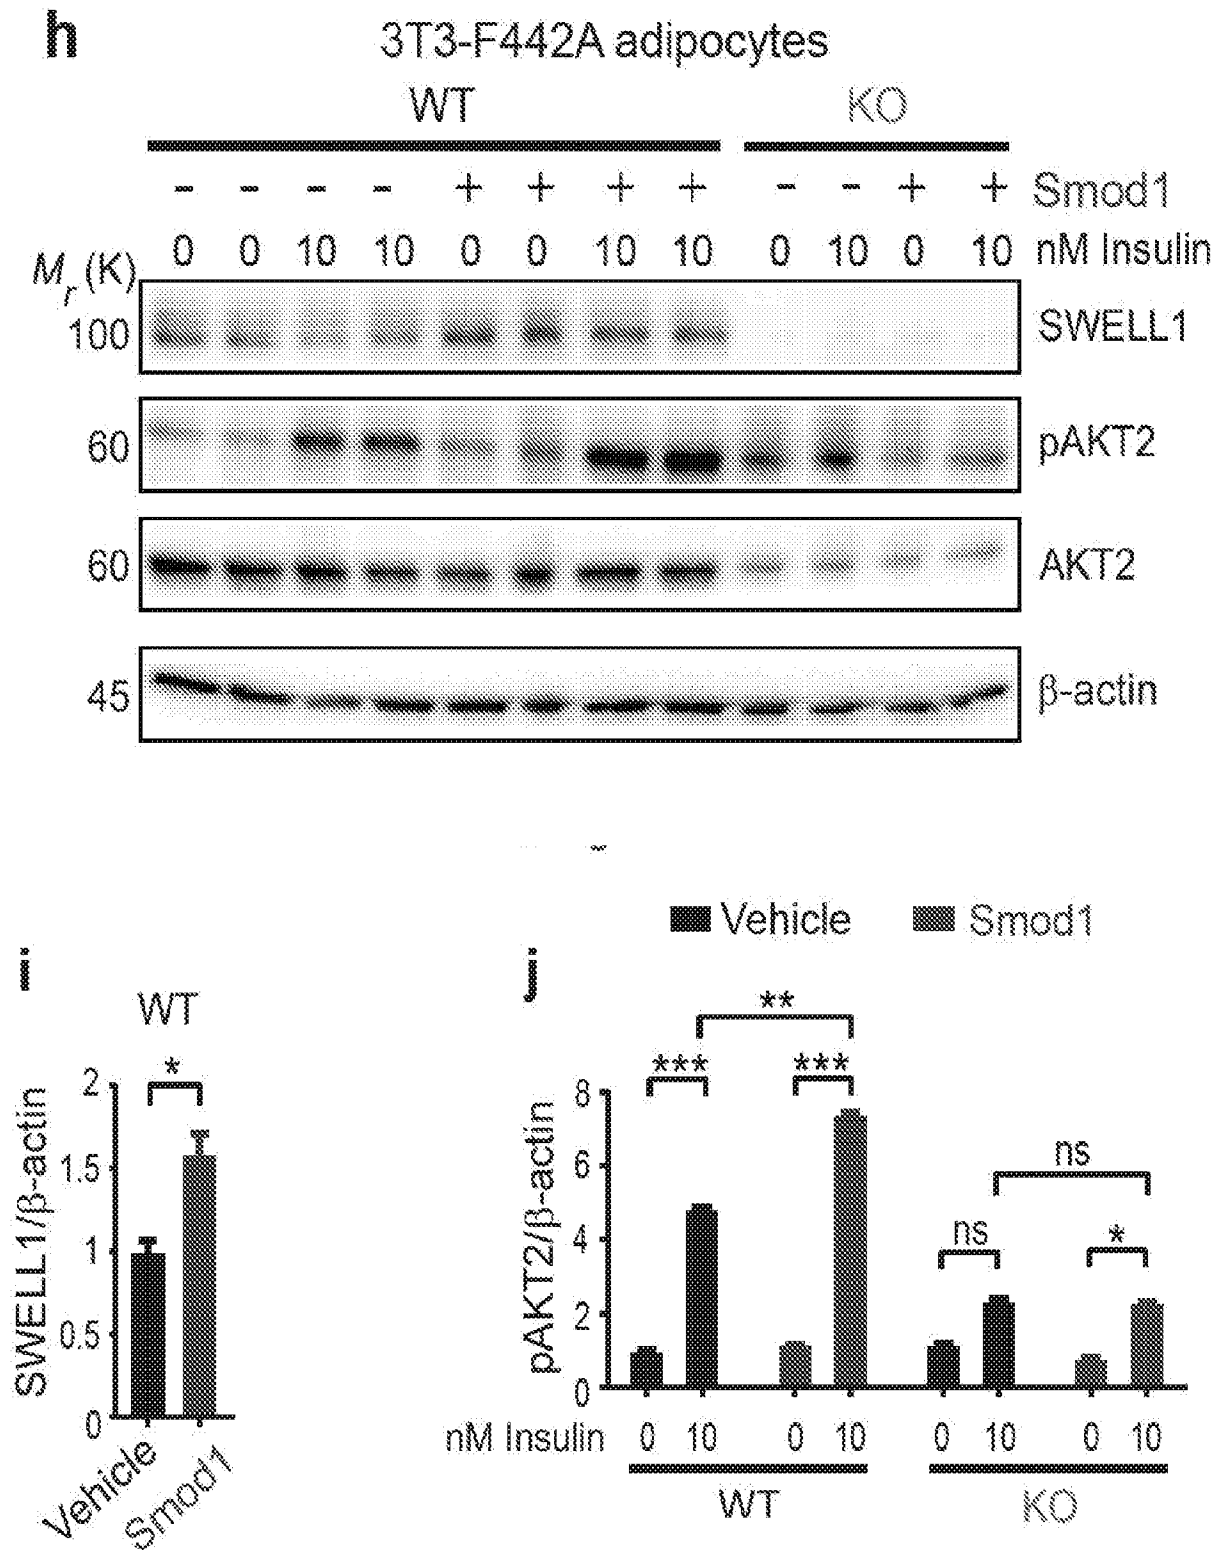 h
3T3-F442A adipocytes
WT KO
- - - - + + + + - - + + Smod1
0 0 10 10 0 0 10 10 0 10 0 10 nM Insulin
Mr (K)
100 SWELL1
60 pAKT2
60 AKT2
45 β-actin
Vehicle Smod1
i
WT
*
SWELL1/β-actin
2
1.5
1
0.5
0
Vehicle
Smod1
j
**
*** ***
ns
ns *
pAKT2/β-actin
8
6
4
2
0
nM Insulin 0 10 0 10 0 10 0 10
WT KO